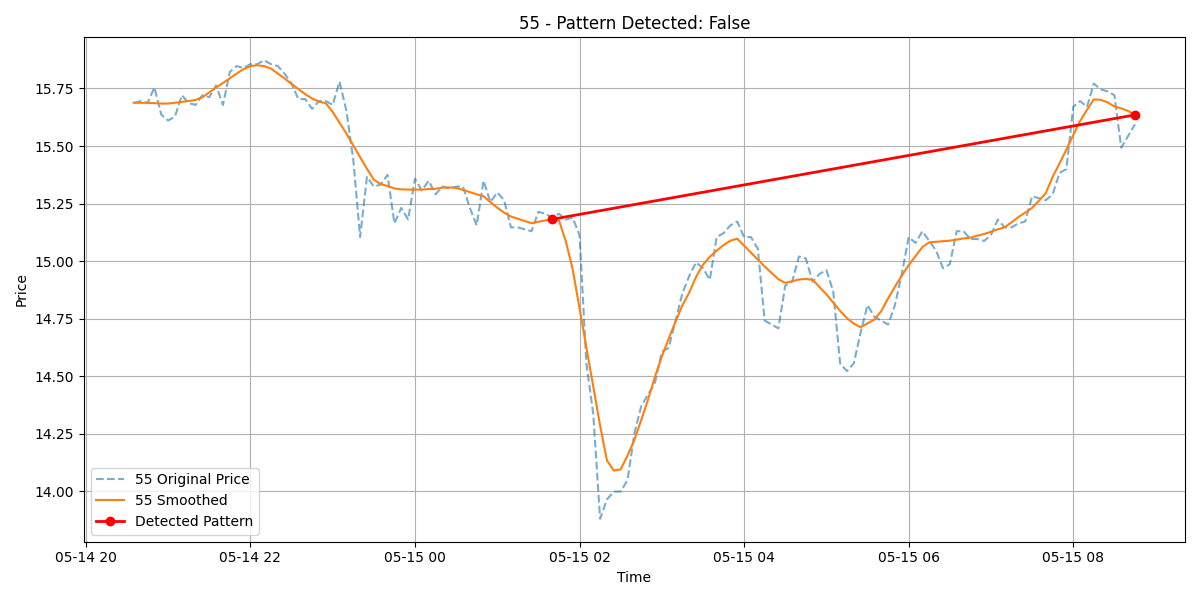 55 - Pattern Detected: False
Price
15.75
15.50
15.25
15.00
14.75
14.50
14.25
14.00
55 Original Price
55 Smoothed
Detected Pattern
05-14 20
05-14 22
05-15 00
05-15 02
05-15 04
05-15 06
05-15 08
Time